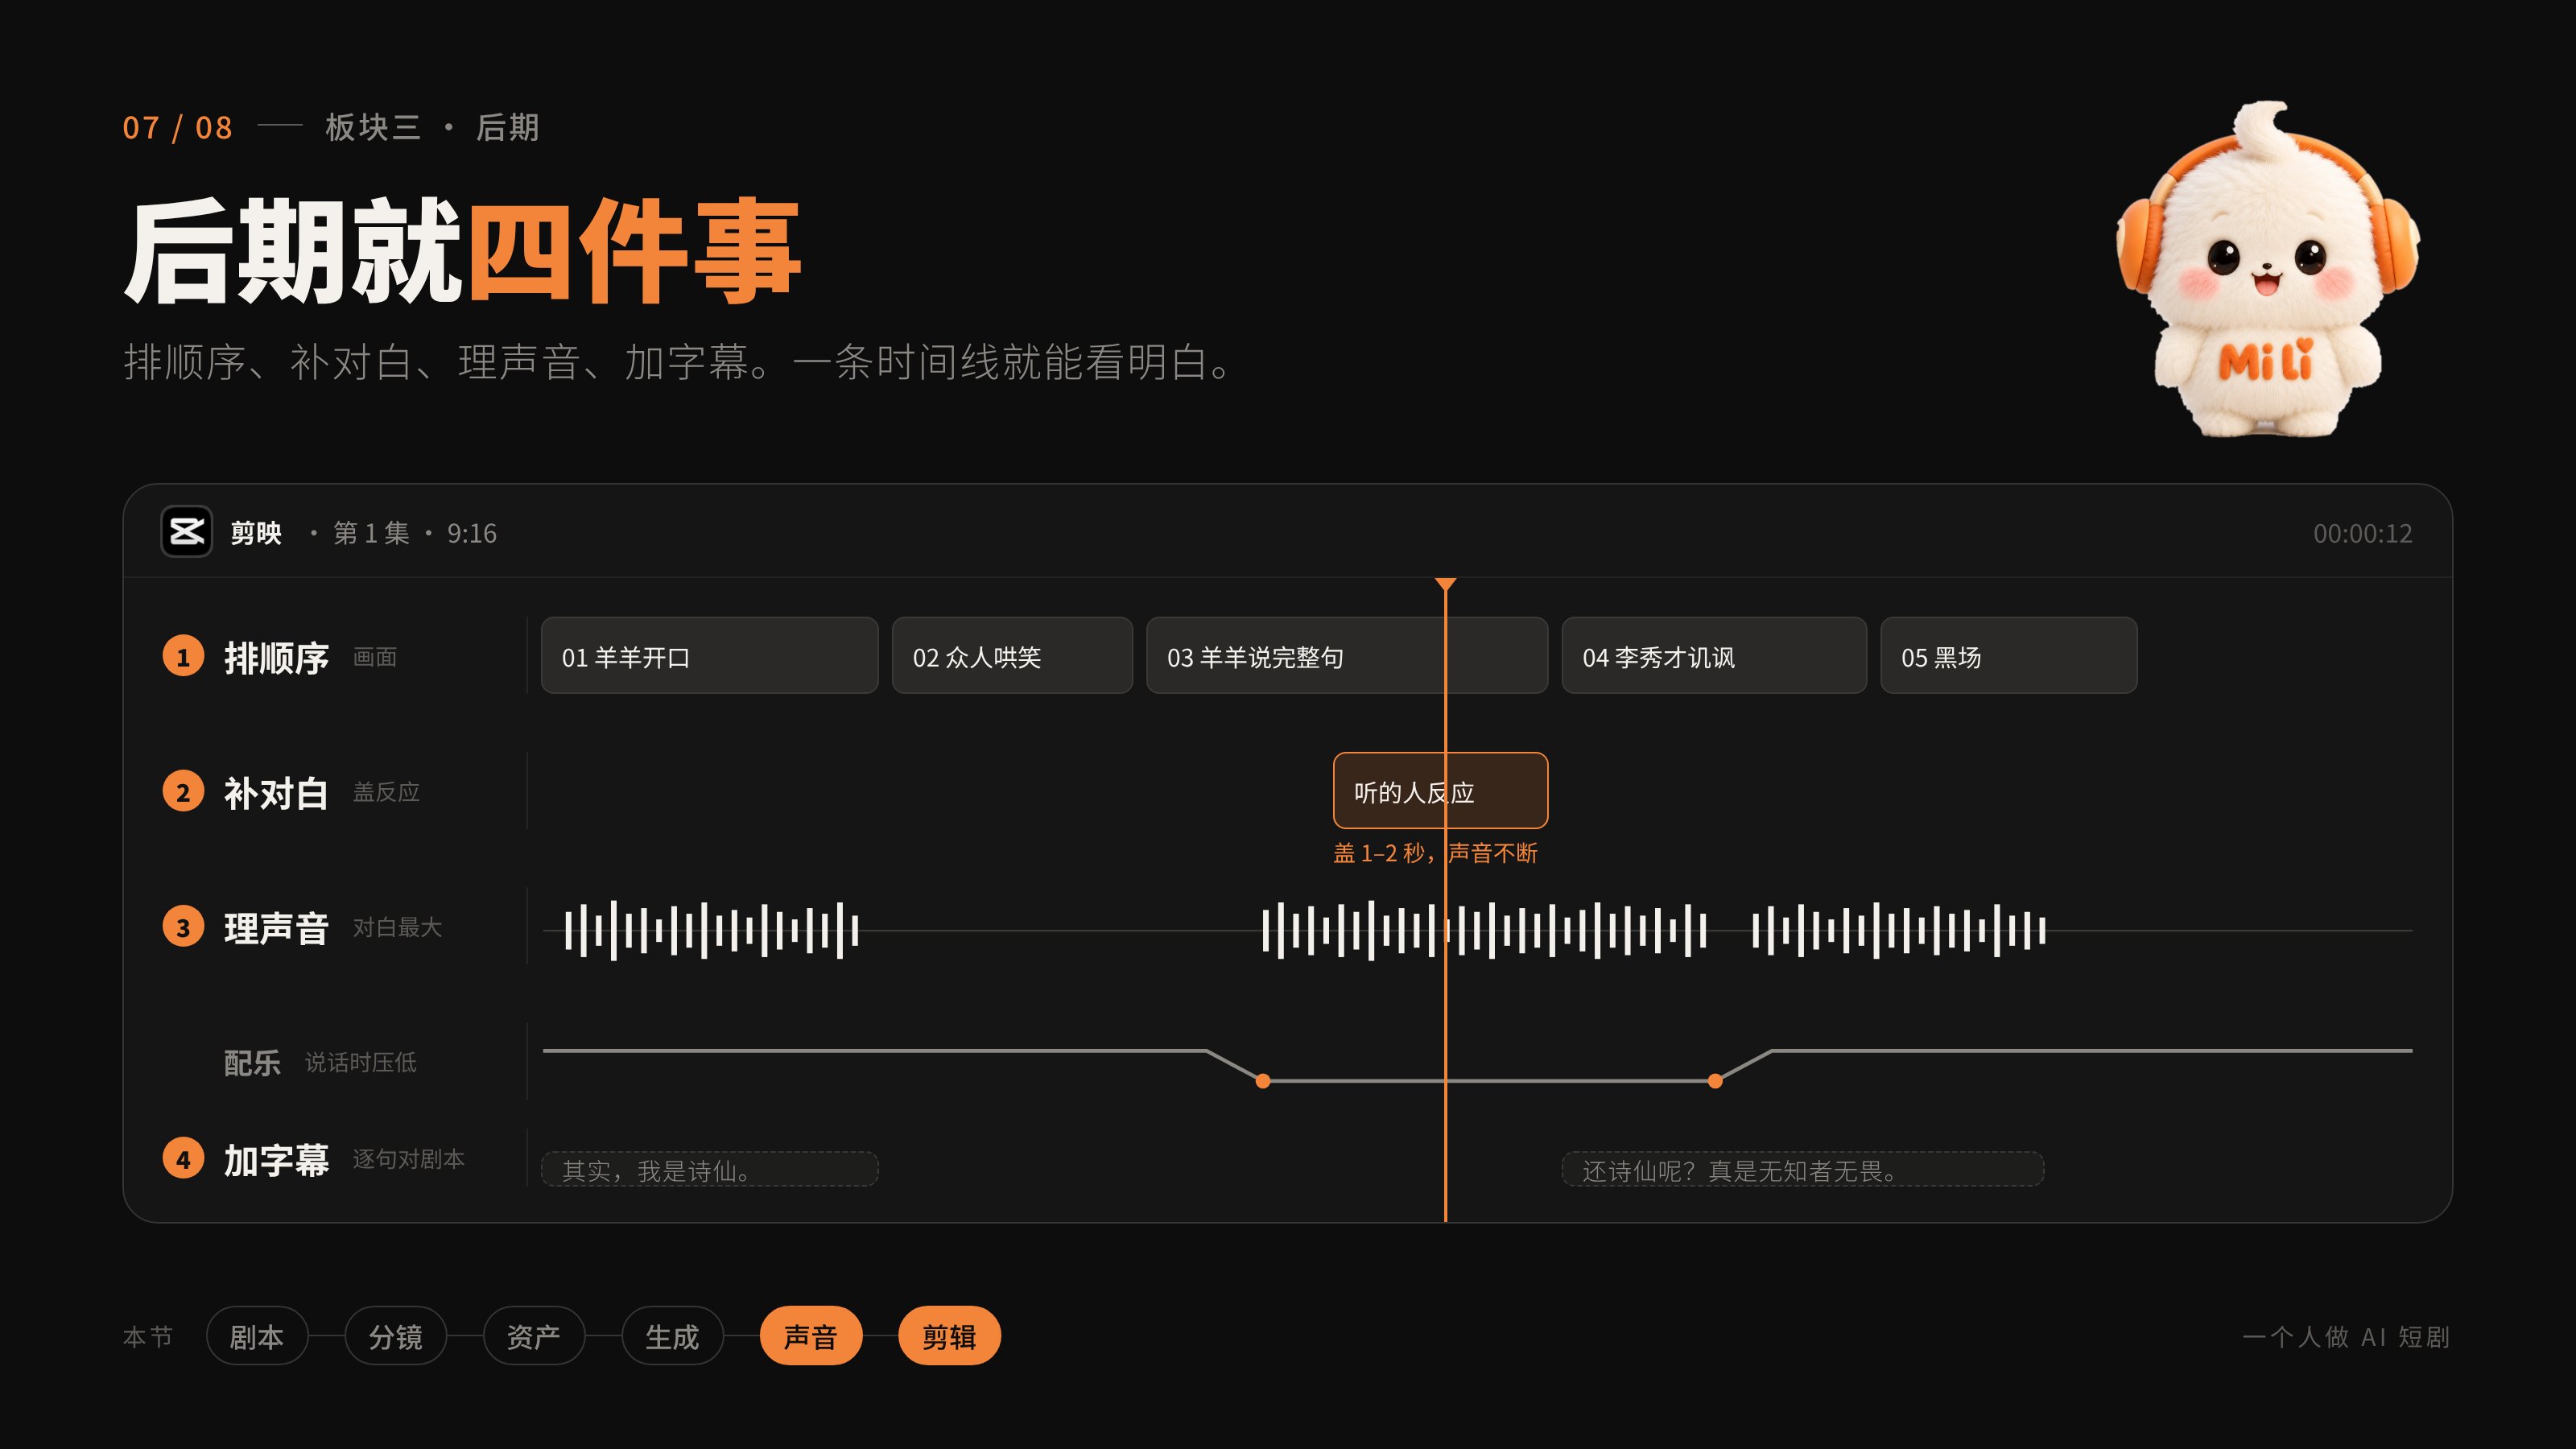 07 / 08 — 板块三 · 后期
后期就四件事
排顺序、补对白、理声音、加字幕。一条时间线就能看明白。
MiLi
剪映 · 第 1 集 · 9:16
00:00:12
1 排顺序 画面
01 羊羊开口
02 众人哄笑
03 羊羊说完整句
04 李秀才讥讽
05 黑场
2 补对白 盖反应
听的人反应
盖 1–2 秒，声音不断
3 理声音 对白最大
配乐 说话时压低
4 加字幕 逐句对剧本
其实，我是诗仙。
还诗仙呢？真是无知者无畏。
本节 剧本 分镜 资产 生成 声音 剪辑
一个人做 AI 短剧